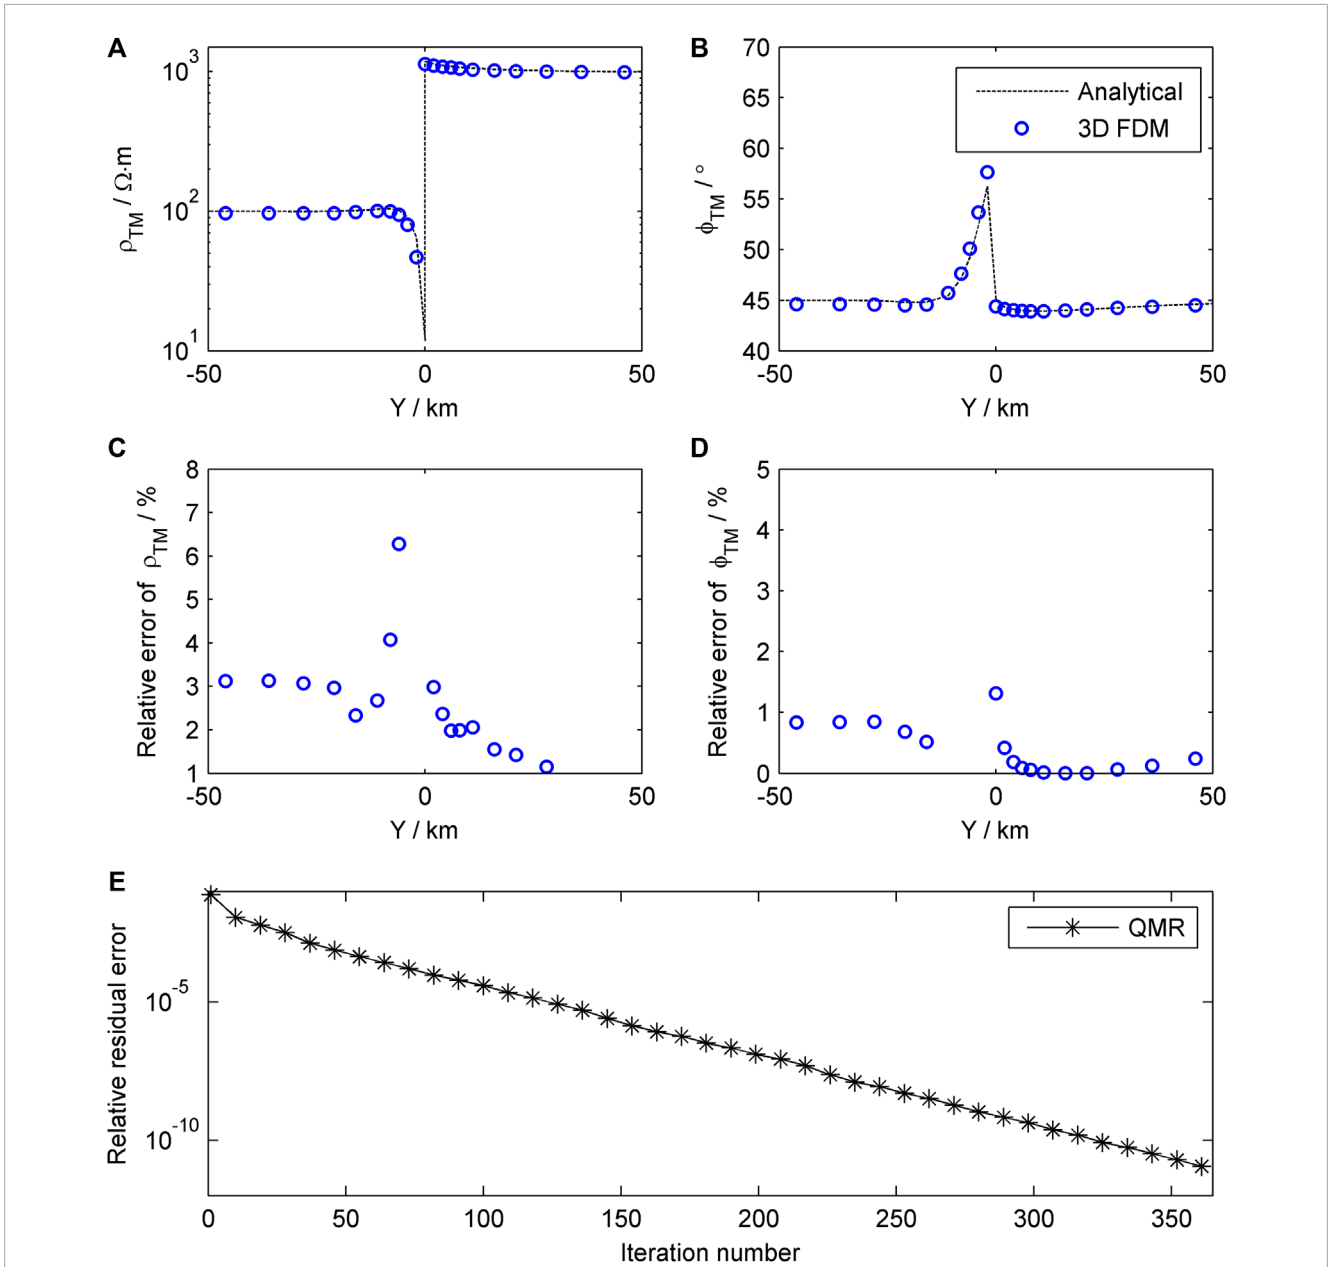 A
10^3
10^2
10^1
ρTM / Ω·m
-50 0 50
Y / km
B
70
65
60
55
50
45
40
ϕTM / °
Analytical
3D FDM
-50 0 50
Y / km
C
8
7
6
5
4
3
2
1
Relative error of ρTM / %
-50 0 50
Y / km
D
5
4
3
2
1
0
Relative error of ϕTM / %
-50 0 50
Y / km
E
10^-5
10^-10
Relative residual error
QMR
0 50 100 150 200 250 300 350
Iteration number